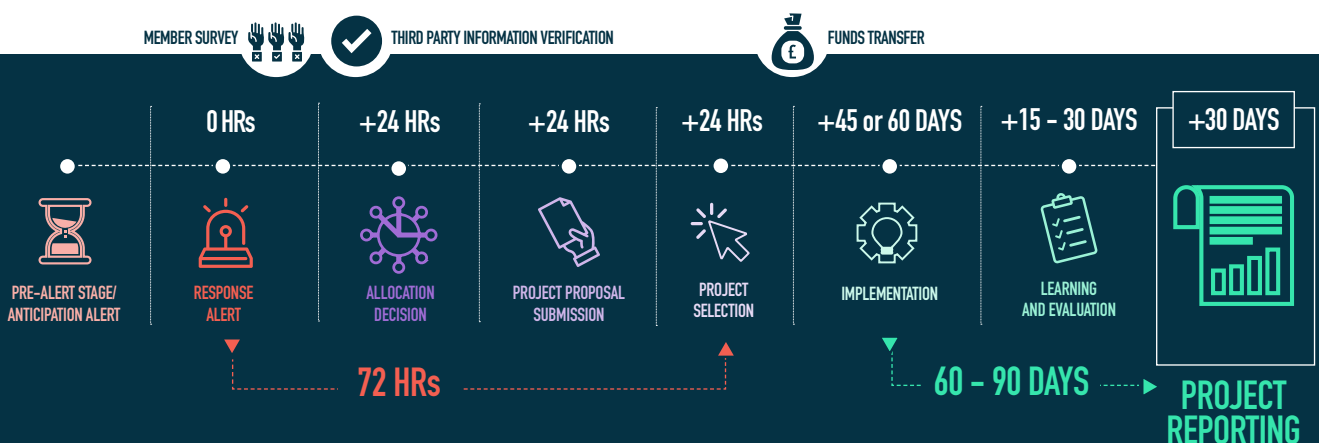 MEMBER SURVEY
THIRD PARTY INFORMATION VERIFICATION
£
FUNDS TRANSFER
0 HRs
+24 HRs
+24 HRs
+24 HRs
+45 or 60 DAYS
+15 - 30 DAYS
+30 DAYS
PRE-ALERT STAGE/
ANTICIPATION ALERT
RESPONSE
ALERT
ALLOCATION
DECISION
PROJECT PROPOSAL
SUBMISSION
PROJECT
SELECTION
IMPLEMENTATION
LEARNING
AND EVALUATION
72 HRs
60 - 90 DAYS
PROJECT
REPORTING